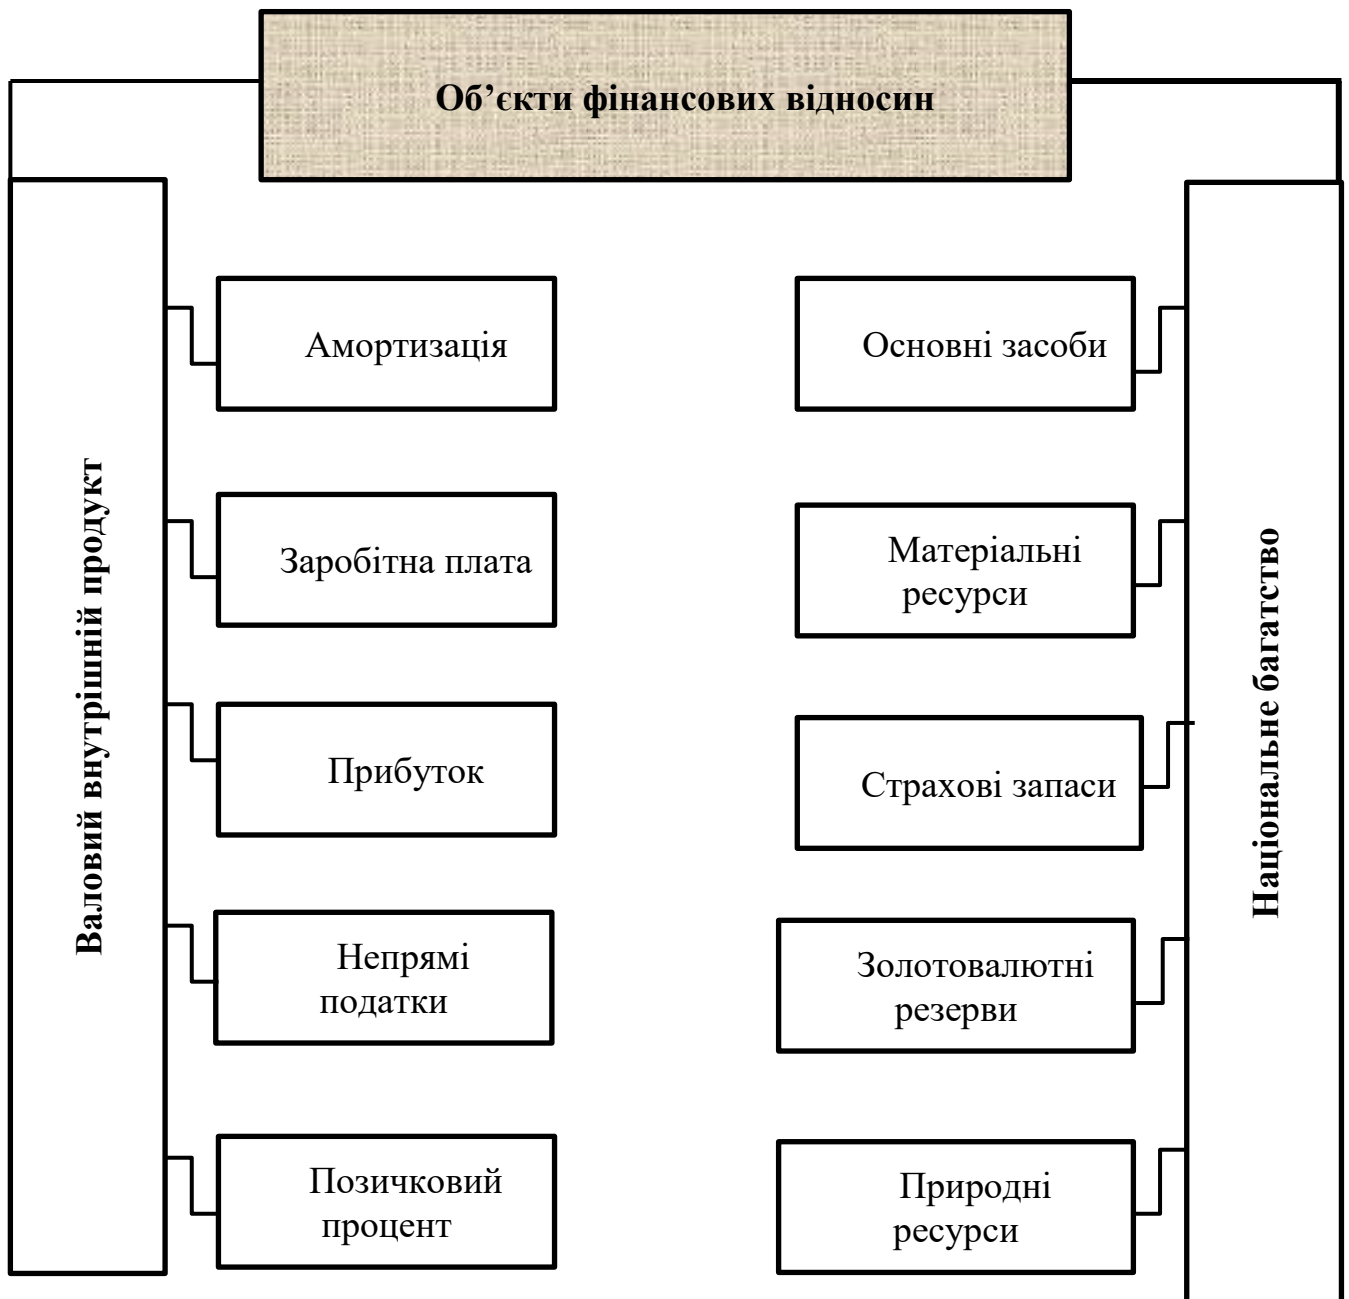 Об’єкти фінансових відносин
Валовий внутрішній продукт
Амортизація
Заробітна плата
Прибуток
Непрямі
податки
Позичковий
процент
Основні засоби
Матеріальні
ресурси
Страхові запаси
Золотовалютні
резерви
Природні
ресурси
Національне багатство